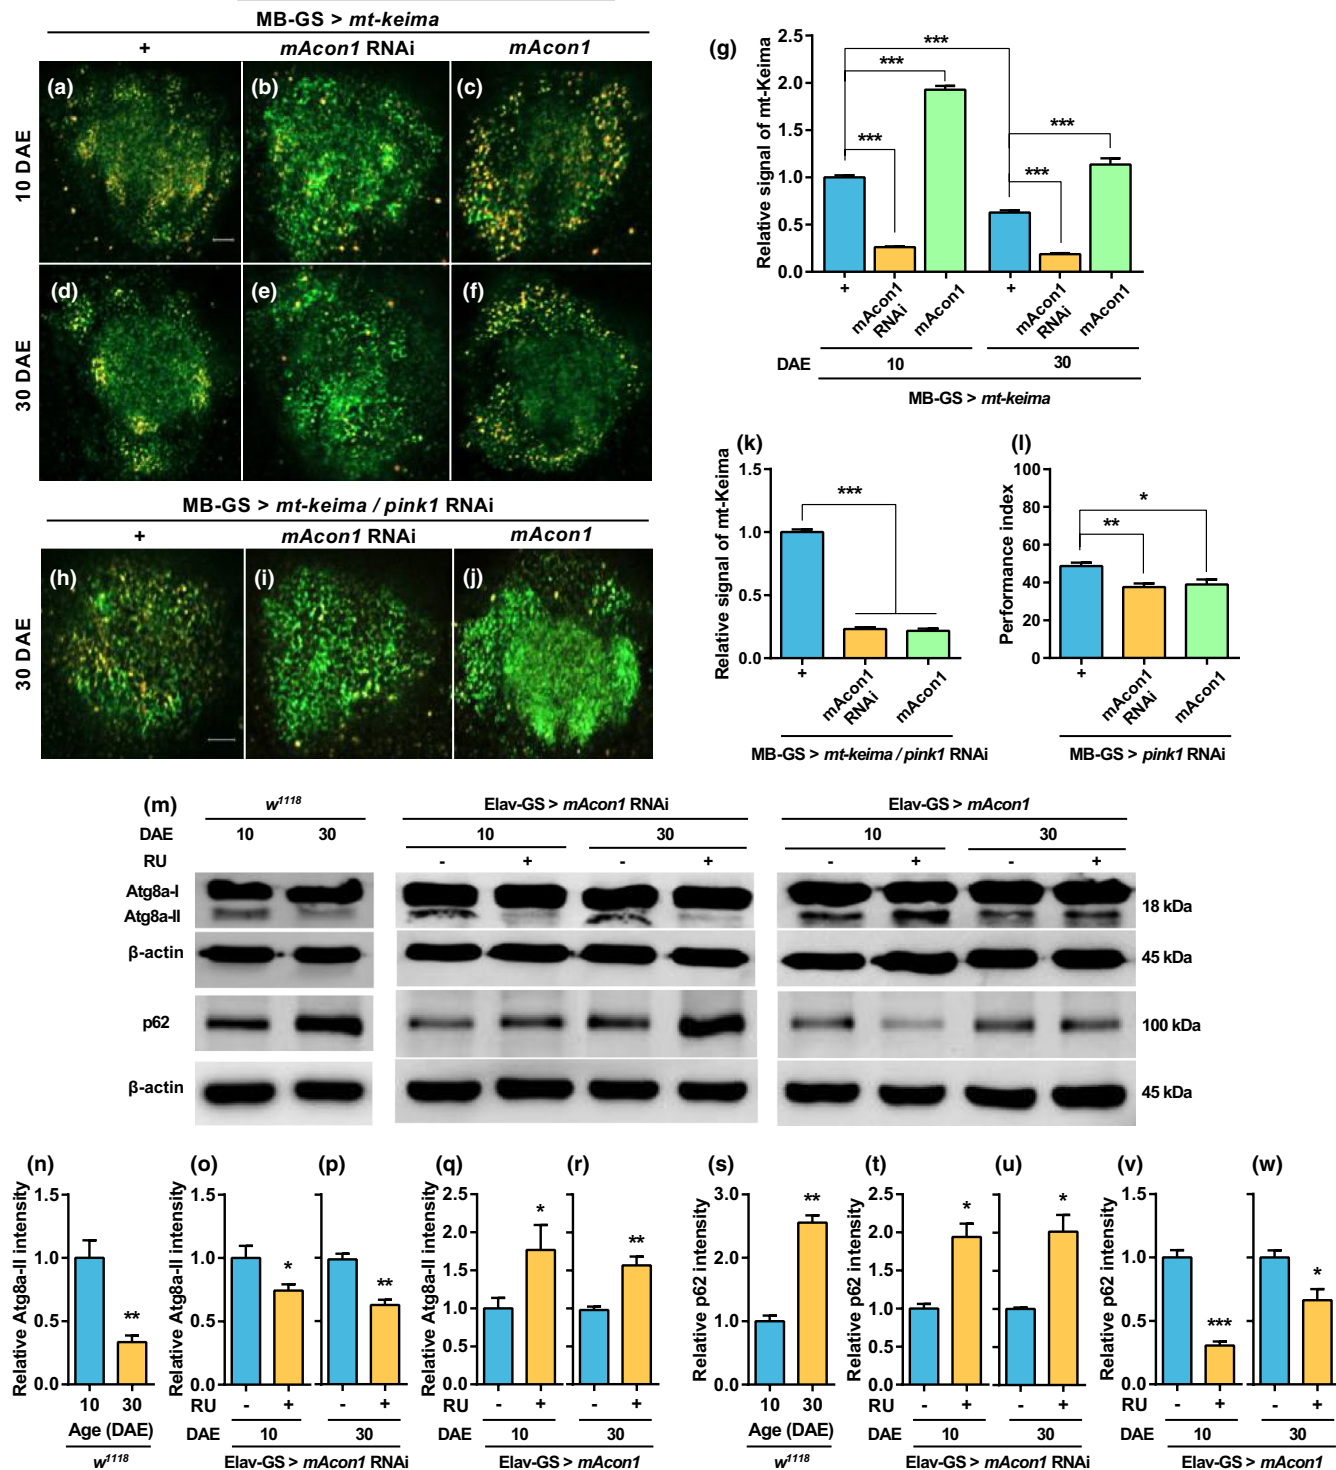 MB-GS > mt-keima
+ mAcon1 RNAi mAcon1
10 DAE
(a) (b) (c)
30 DAE
(d) (e) (f)
MB-GS > mt-keima / pink1 RNAi
+ mAcon1 RNAi mAcon1
30 DAE
(h) (i) (j)
(g)
Relative signal of mt-Keima
2.5
2.0
1.5
1.0
0.5
0.0
*** *** *** *** ***
+ mAcon1 RNAi mAcon1 + mAcon1 RNAi mAcon1
DAE 10 30
MB-GS > mt-keima
(k)
Relative signal of mt-Keima
1.5
1.0
0.5
0.0
***
+ mAcon1 RNAi mAcon1
MB-GS > mt-keima / pink1 RNAi
(l)
Performance index
100
80
60
40
20
0
** *
+ mAcon1 RNAi mAcon1
MB-GS > pink1 RNAi
(m) w1118 Elav-GS > mAcon1 RNAi Elav-GS > mAcon1
DAE 10 30 10 30 10 30
RU - + - + - + - +
Atg8a-I
Atg8a-II 18 kDa
β-actin 45 kDa
p62 100 kDa
β-actin 45 kDa
(n)
Relative Atg8a-II intensity
1.5
1.0
0.5
0.0
**
10 30
Age (DAE)
w1118
(o) (p)
Relative Atg8a-II intensity
1.5
1.0
0.5
0.0
* **
RU - + - +
DAE 10 30
Elav-GS > mAcon1 RNAi
(q) (r)
Relative Atg8a-II intensity
2.5
2.0
1.5
1.0
0.5
0.0
* **
- + - +
10 30
Elav-GS > mAcon1
(s)
Relative p62 intensity
3.0
2.0
1.0
0.0
**
10 30
Age (DAE)
w1118
(t) (u)
Relative p62 intensity
2.5
2.0
1.5
1.0
0.5
0.0
* *
RU - + - +
DAE 10 30
Elav-GS > mAcon1 RNAi
(v) (w)
Relative p62 intensity
1.5
1.0
0.5
0.0
*** *
RU - + - +
DAE 10 30
Elav-GS > mAcon1